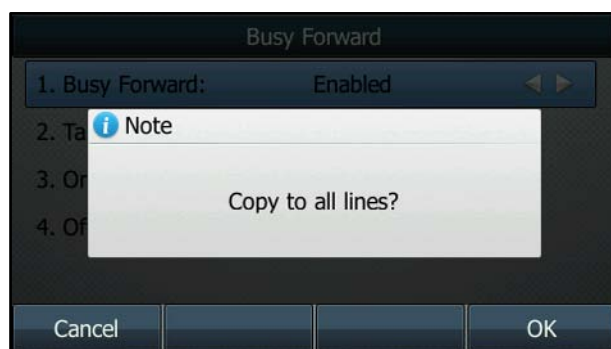 Busy Forward
1. Busy Forward: Enabled
2. Ta
Note
3. Or
Copy to all lines?
4. Of
Cancel OK